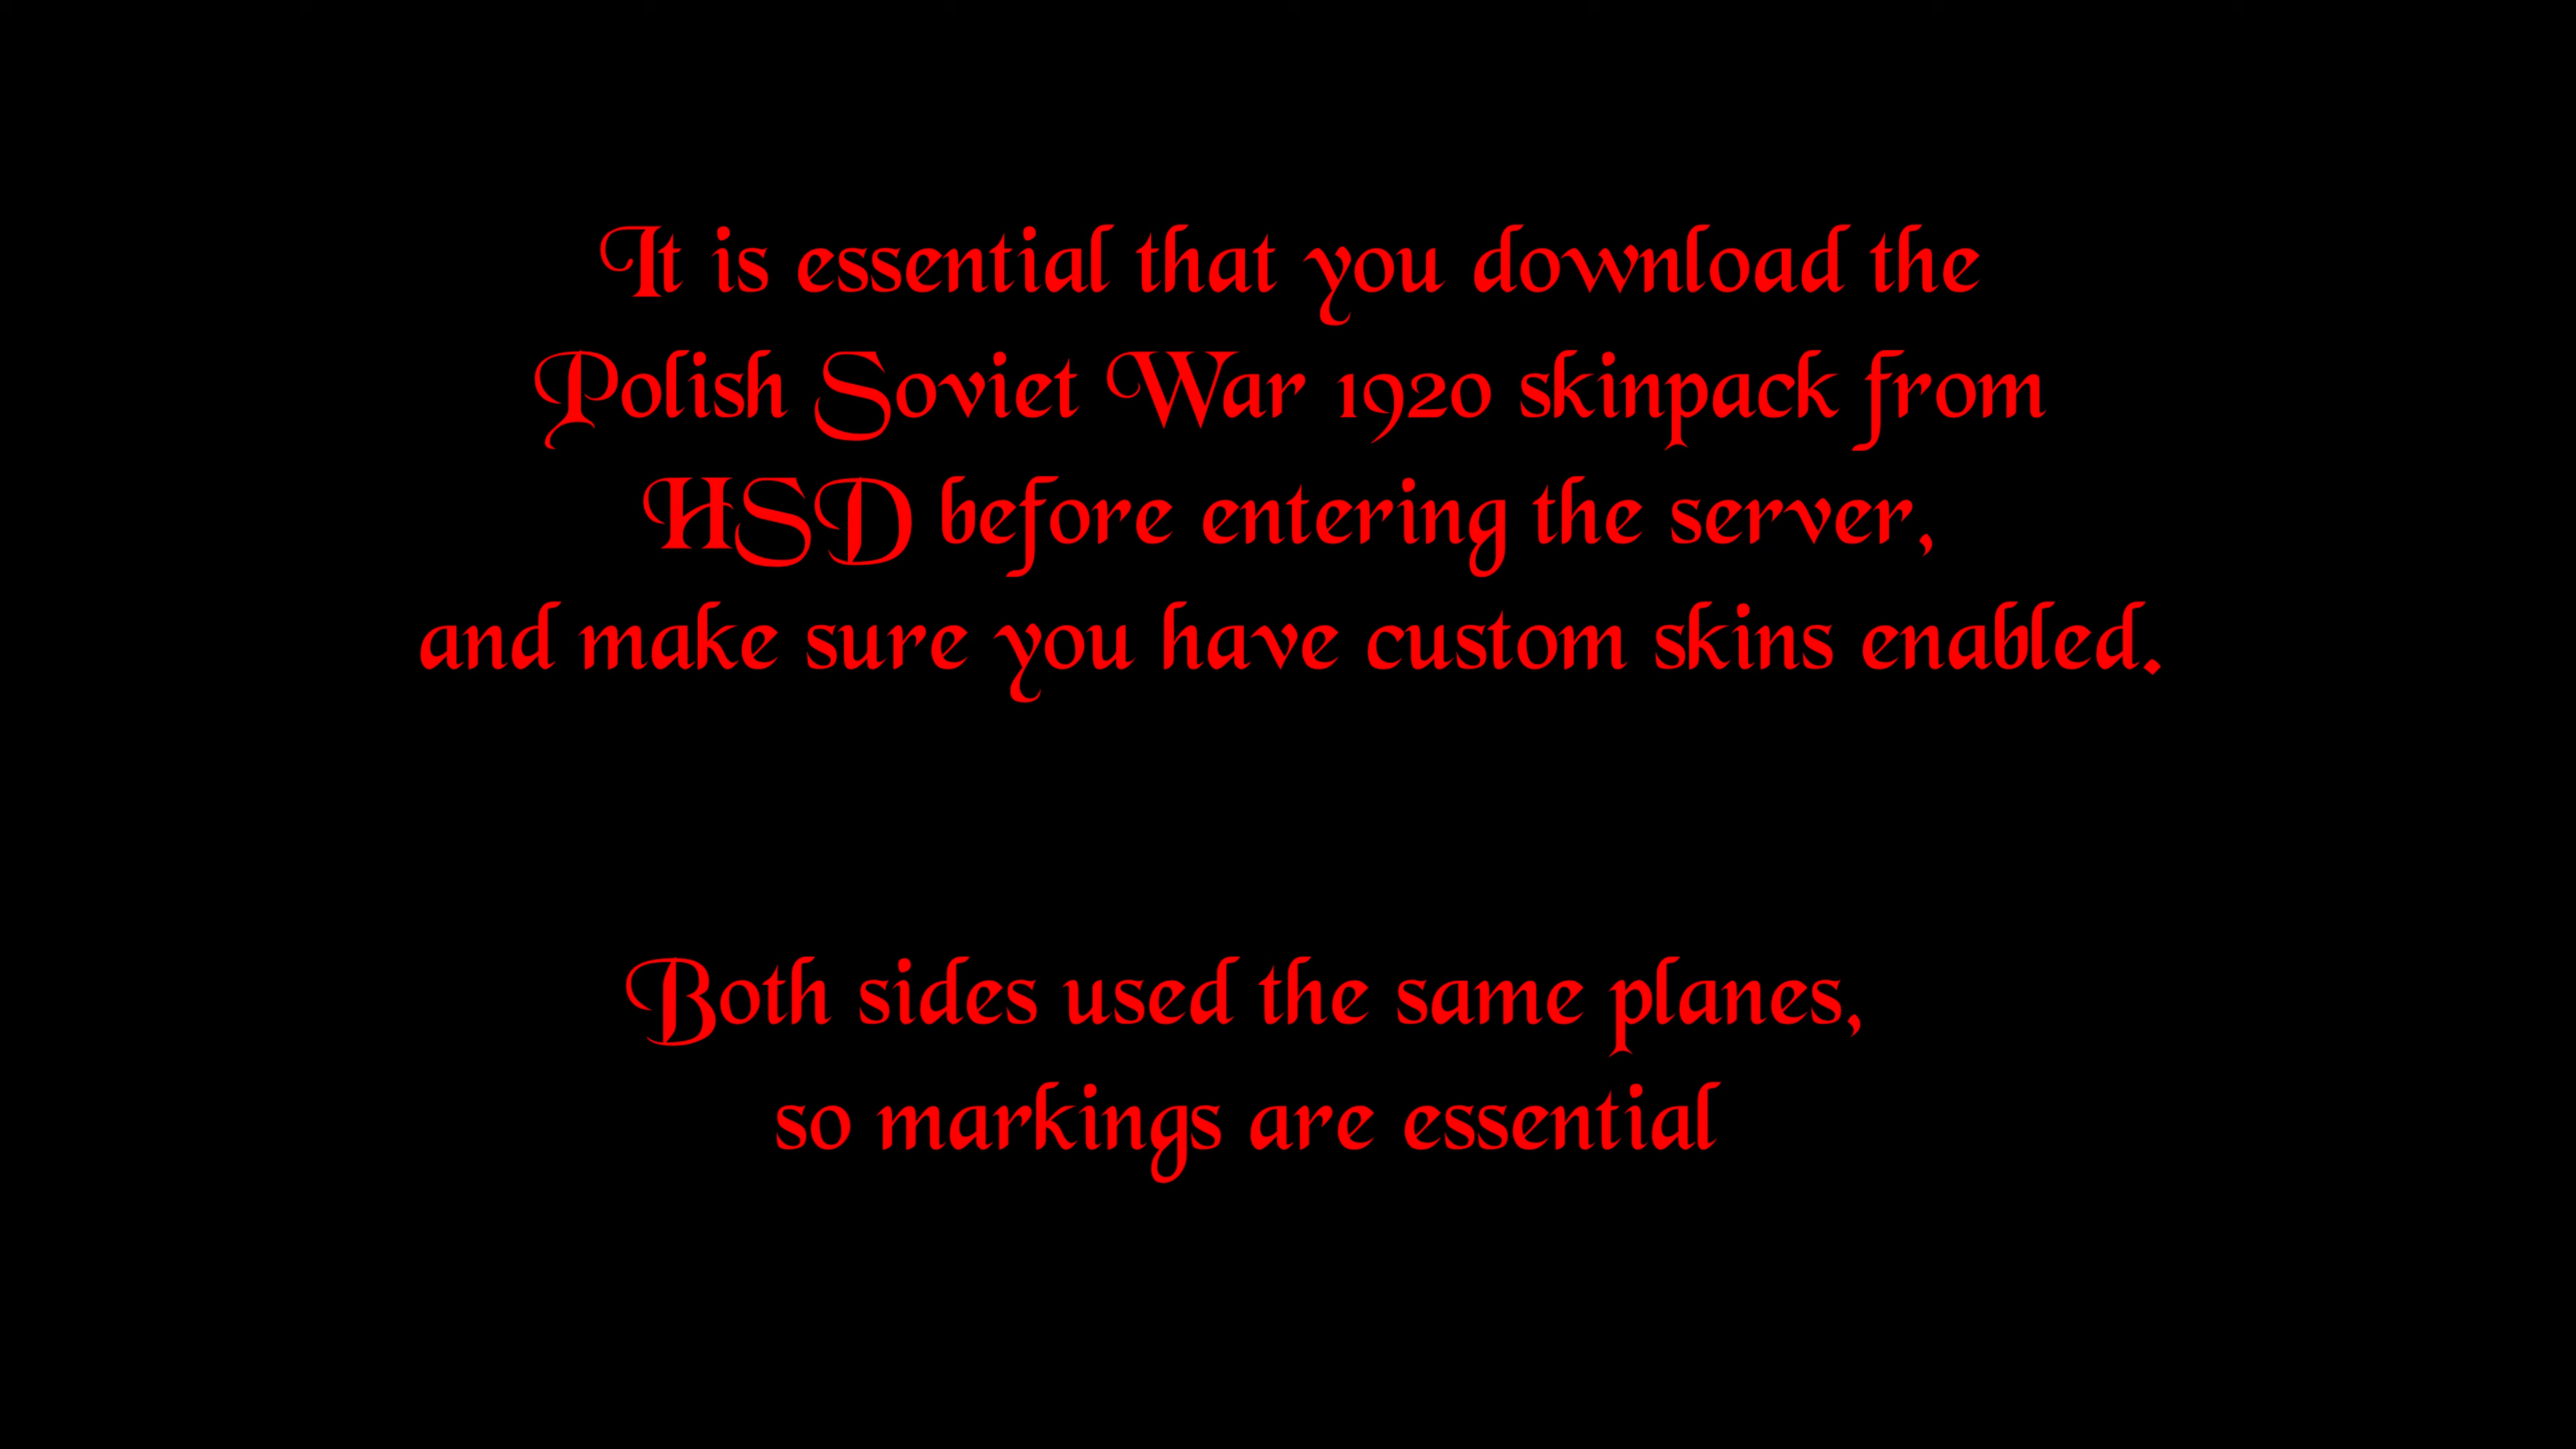 It is essential that you download the
Polish Soviet War 1920 skinpack from
HSD before entering the server,
and make sure you have custom skins enabled.
Both sides used the same planes,
so markings are essential